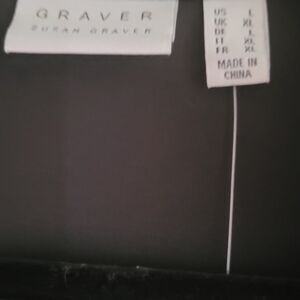 GRAVER
SUSAN GRAVER
US L
UK XL
DE L
IT XL
FR XL
MADE IN
CHINA